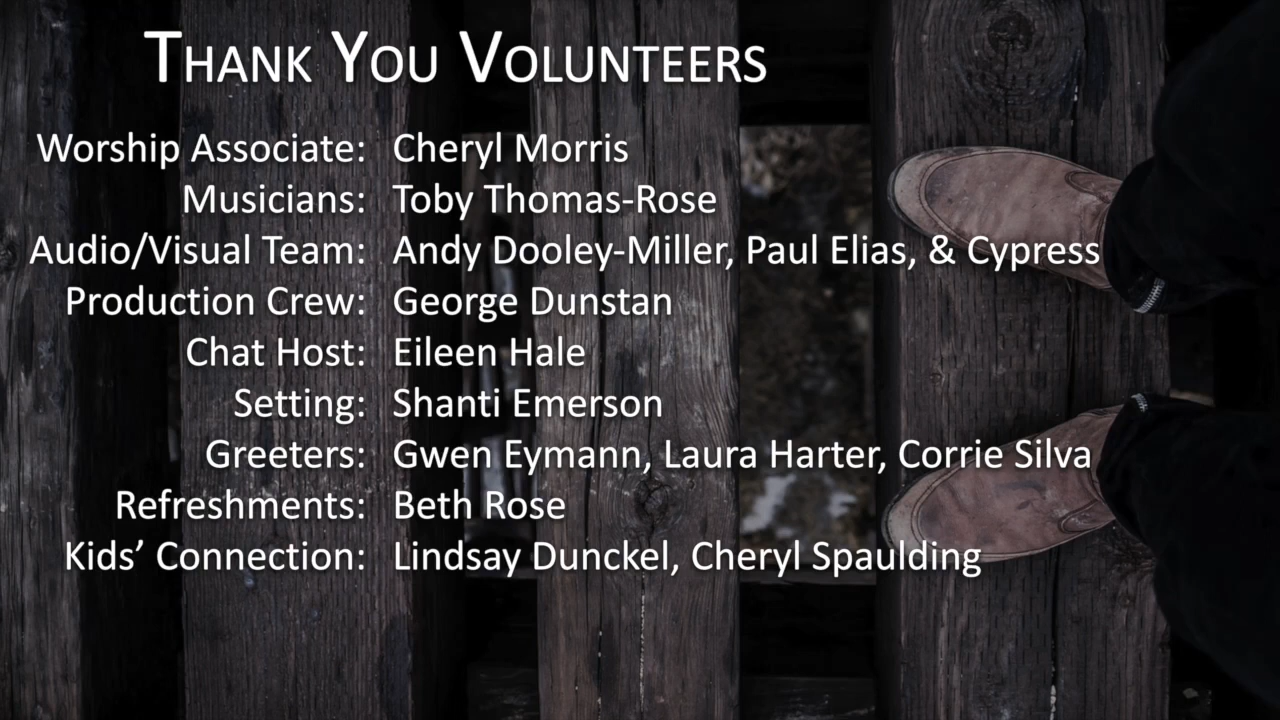 THANK YOU VOLUNTEERS
Worship Associate: Cheryl Morris
Musicians: Toby Thomas-Rose
Audio/Visual Team: Andy Dooley-Miller, Paul Elias, & Cypress
Production Crew: George Dunstan
Chat Host: Eileen Hale
Setting: Shanti Emerson
Greeters: Gwen Eymann, Laura Harter, Corrie Silva
Refreshments: Beth Rose
Kids’ Connection: Lindsay Dunckel, Cheryl Spaulding